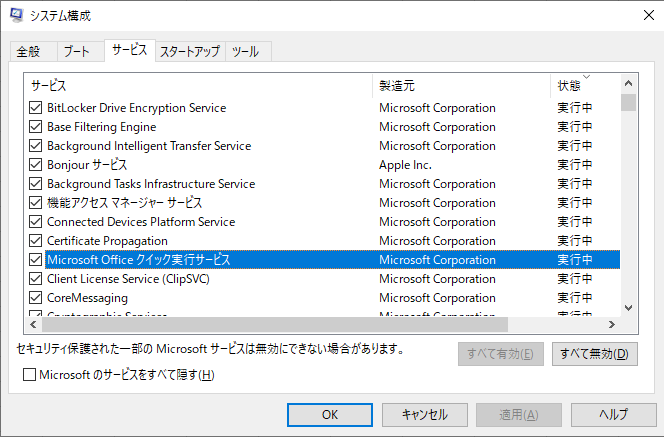 システム構成
全般 ブート サービス スタートアップ ツール
サービス 製造元 状態
BitLocker Drive Encryption Service Microsoft Corporation 実行中
Base Filtering Engine Microsoft Corporation 実行中
Background Intelligent Transfer Service Microsoft Corporation 実行中
Bonjour サービス Apple Inc. 実行中
Background Tasks Infrastructure Service Microsoft Corporation 実行中
機能アクセス マネージャー サービス Microsoft Corporation 実行中
Connected Devices Platform Service Microsoft Corporation 実行中
Certificate Propagation Microsoft Corporation 実行中
Microsoft Office クイック実行サービス Microsoft Corporation 実行中
Client License Service (ClipSVC) Microsoft Corporation 実行中
CoreMessaging Microsoft Corporation 実行中
Cryptographic Services Microsoft Corporation 実行中
セキュリティ保護された一部の Microsoft サービスは無効にできない場合があります。
すべて有効(E) すべて無効(D)
Microsoft のサービスをすべて隠す(H)
OK キャンセル 適用(A) ヘルプ